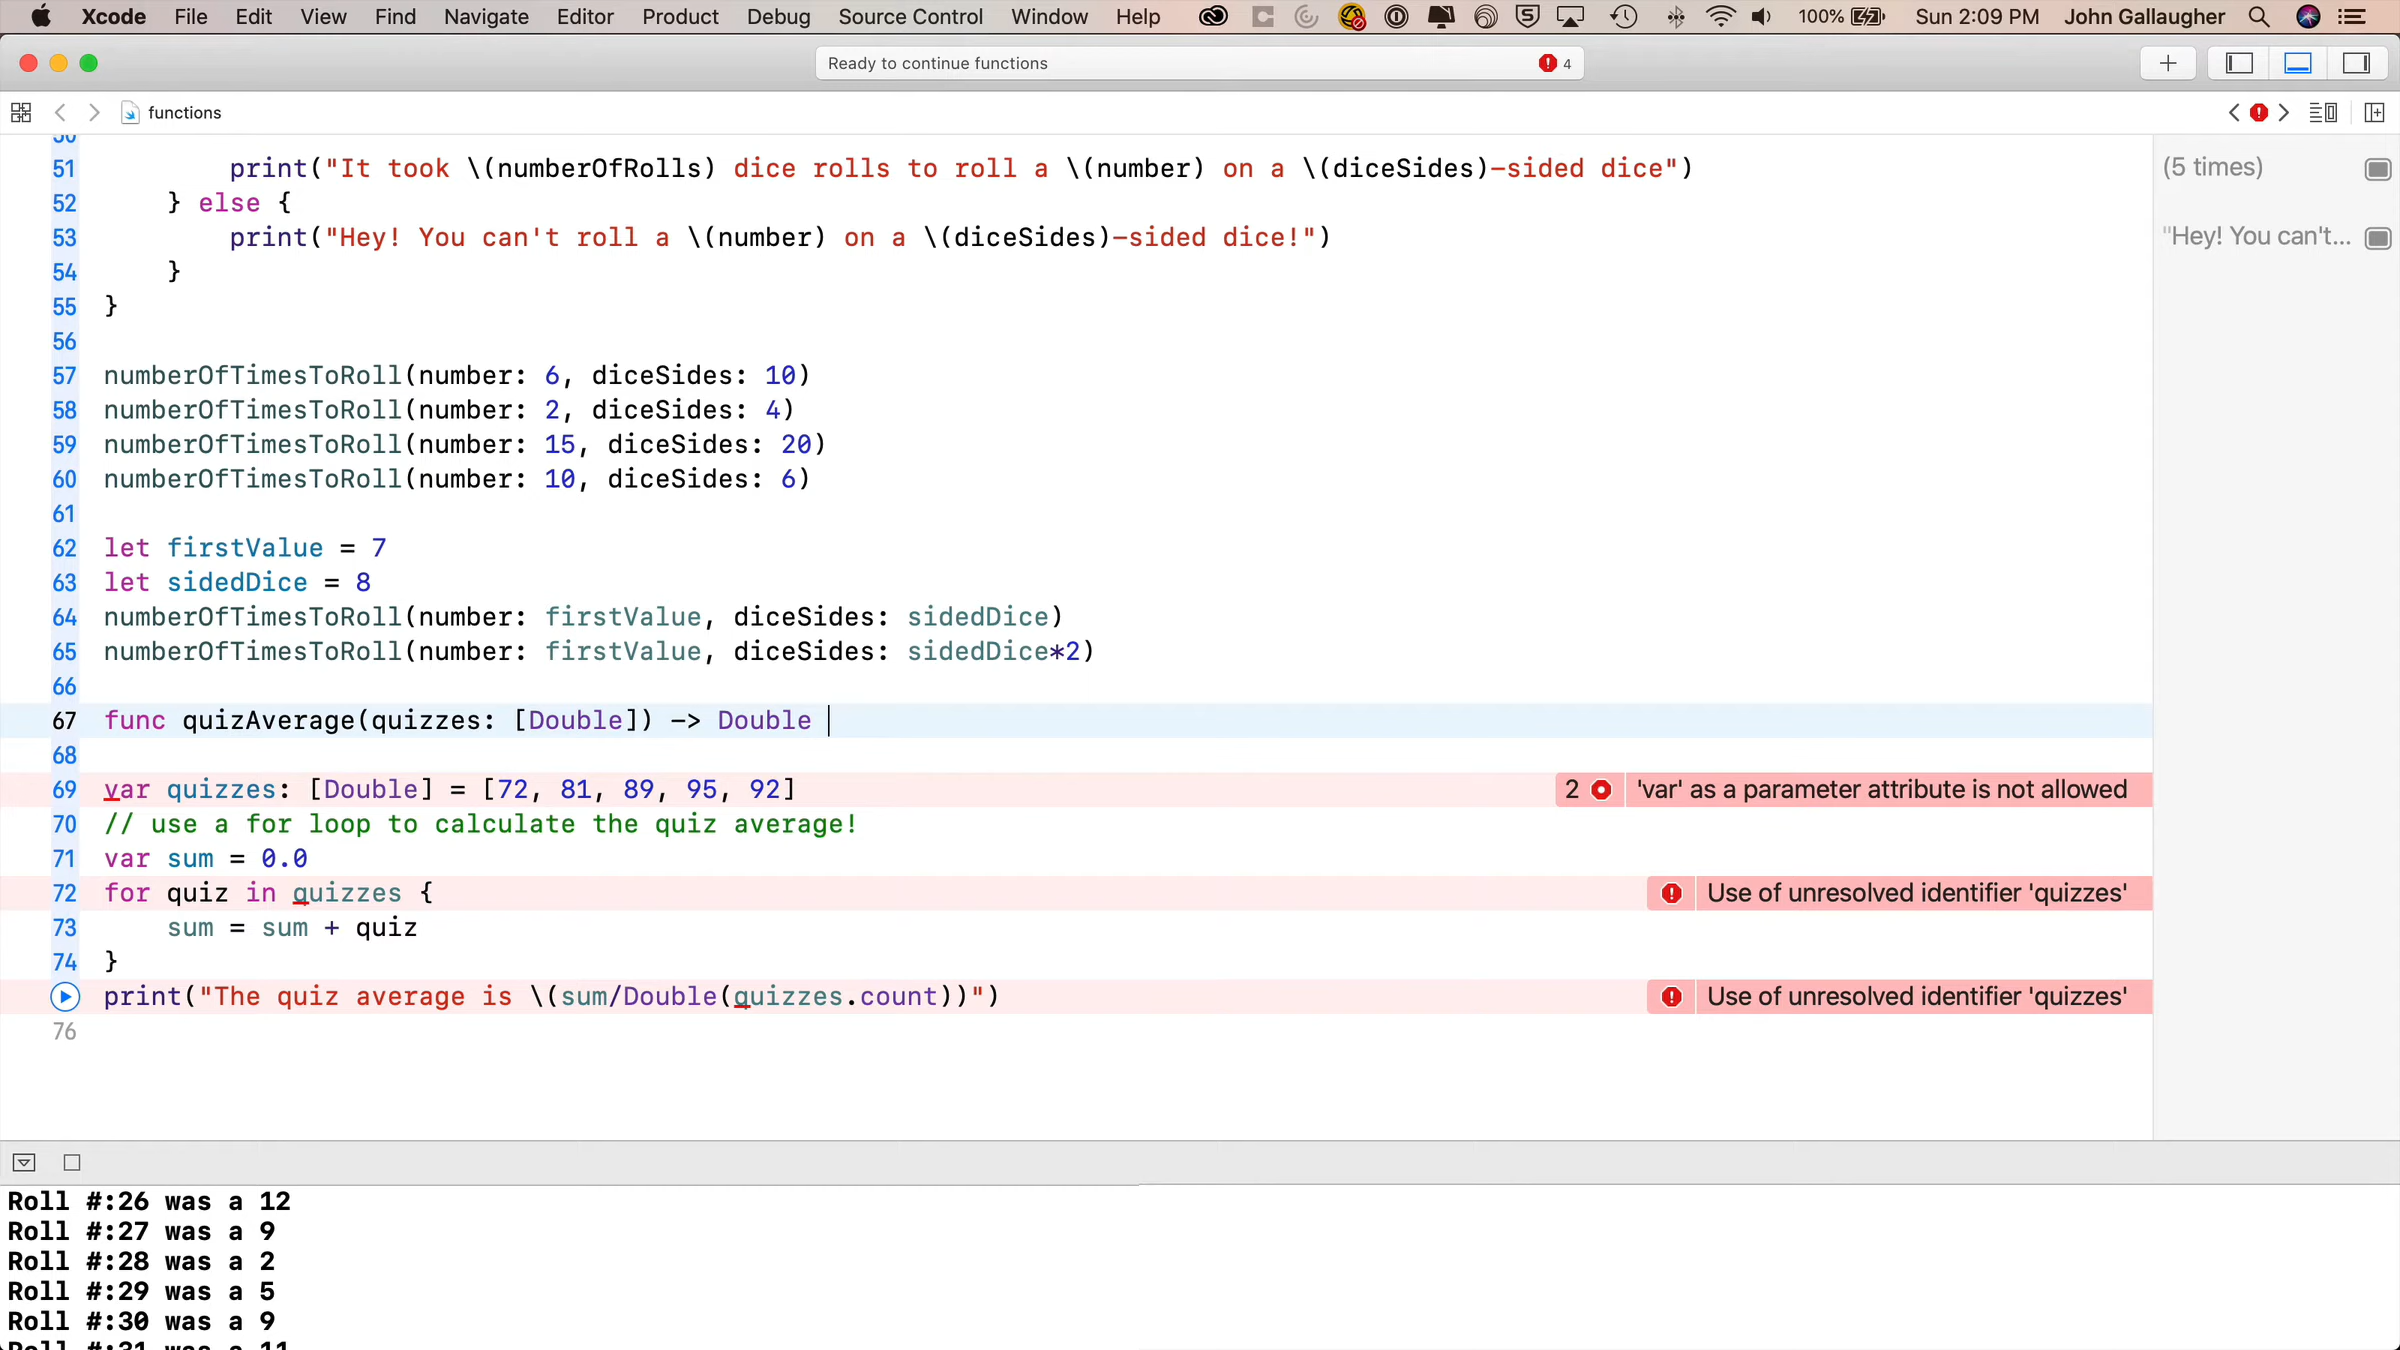 Xcode File Edit View Find Navigate Editor Product Debug Source Control Window Help 100% Sun 2:09 PM John Gallaugher
Ready to continue functions 4
functions
50
51 print("It took \(numberOfRolls) dice rolls to roll a \(number) on a \(diceSides)-sided dice") (5 times)
52 } else {
53 print("Hey! You can't roll a \(number) on a \(diceSides)-sided dice!") "Hey! You can't...
54 }
55 }
56
57 numberOfTimesToRoll(number: 6, diceSides: 10)
58 numberOfTimesToRoll(number: 2, diceSides: 4)
59 numberOfTimesToRoll(number: 15, diceSides: 20)
60 numberOfTimesToRoll(number: 10, diceSides: 6)
61
62 let firstValue = 7
63 let sidedDice = 8
64 numberOfTimesToRoll(number: firstValue, diceSides: sidedDice)
65 numberOfTimesToRoll(number: firstValue, diceSides: sidedDice*2)
66
67 func quizAverage(quizzes: [Double]) -> Double
68
69 var quizzes: [Double] = [72, 81, 89, 95, 92] 2 'var' as a parameter attribute is not allowed
70 // use a for loop to calculate the quiz average!
71 var sum = 0.0
72 for quiz in quizzes { Use of unresolved identifier 'quizzes'
73 sum = sum + quiz
74 }
print("The quiz average is \(sum/Double(quizzes.count))") Use of unresolved identifier 'quizzes'
76
Roll #:26 was a 12
Roll #:27 was a 9
Roll #:28 was a 2
Roll #:29 was a 5
Roll #:30 was a 9
Roll #:31 was a 11